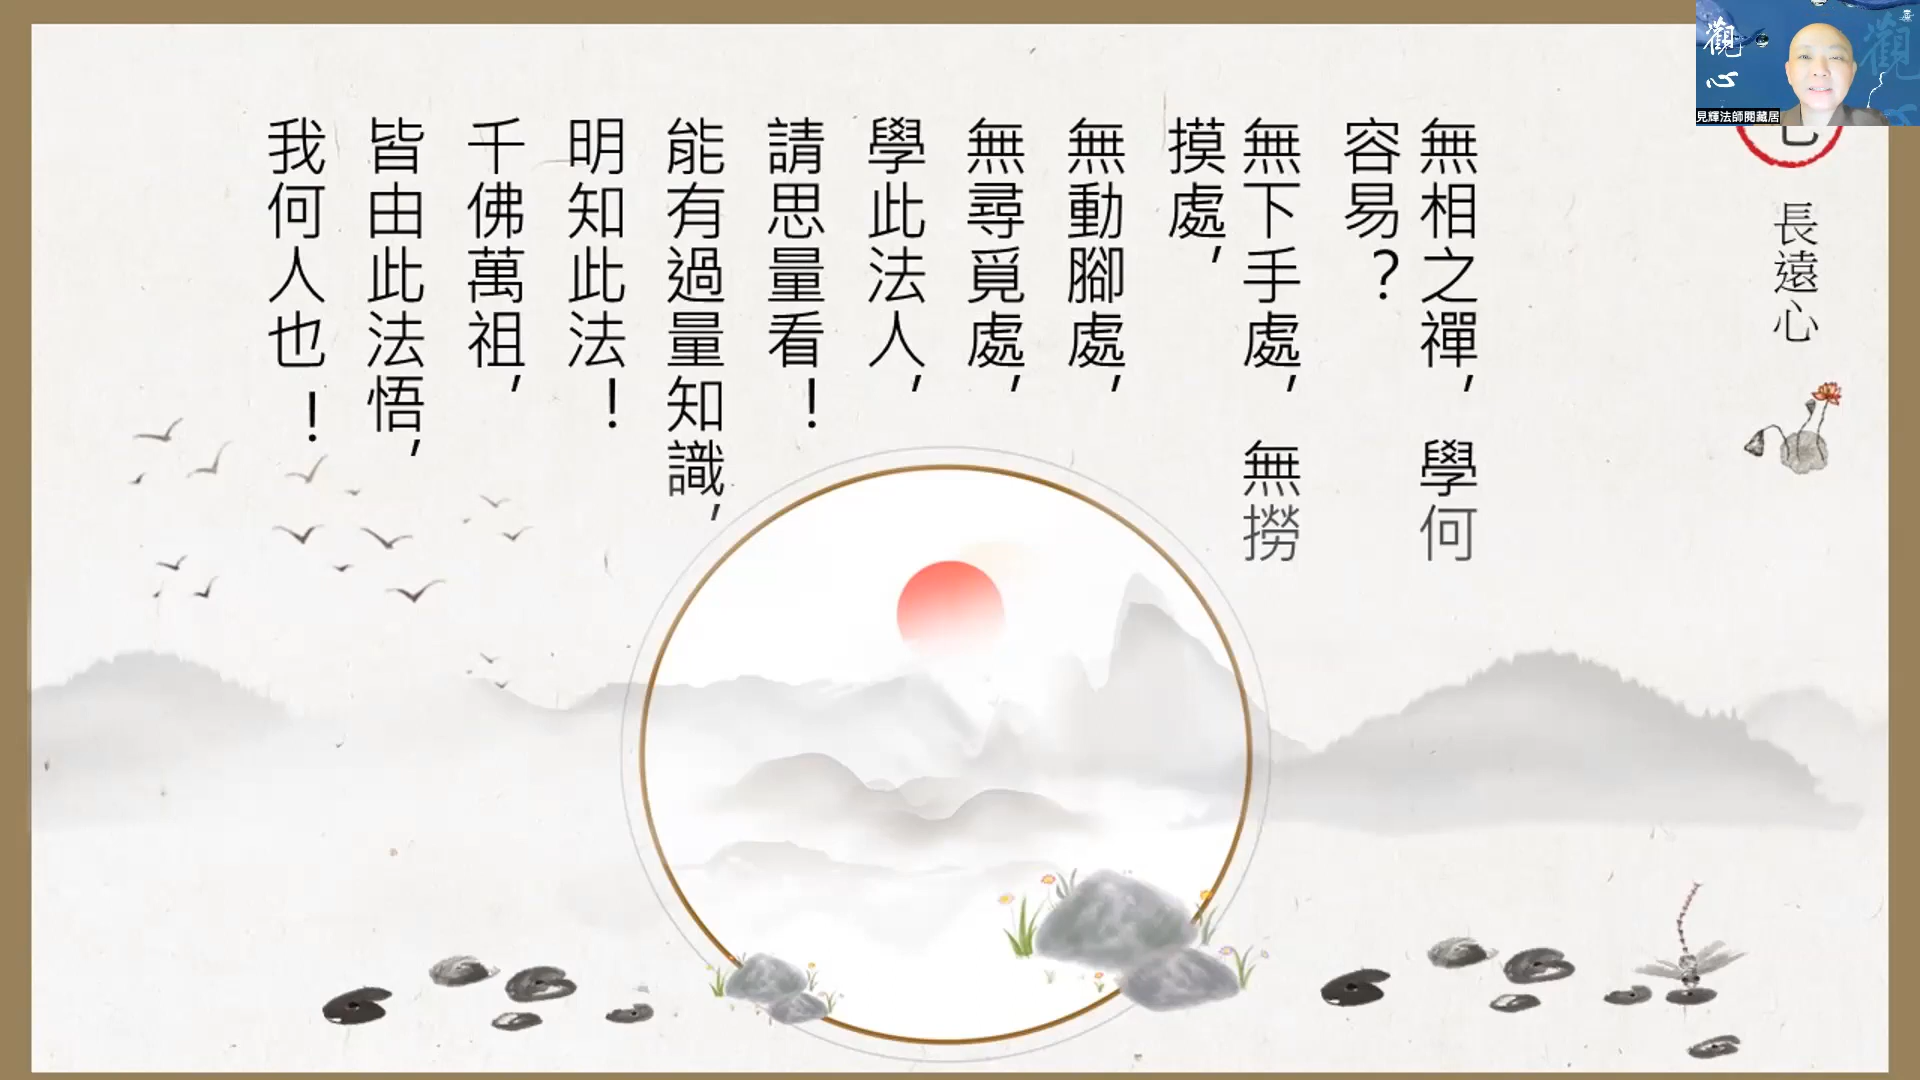 無相之禪，學何
容易？
無下手處，無撈
摸處，
無動腳處，
無尋覓處，
學此法人，
請思量看！
能有過量知識，
明知此法！
千佛萬祖，
皆由此法悟，
我何人也！
長遠心
觀心
見輝法師閱藏居